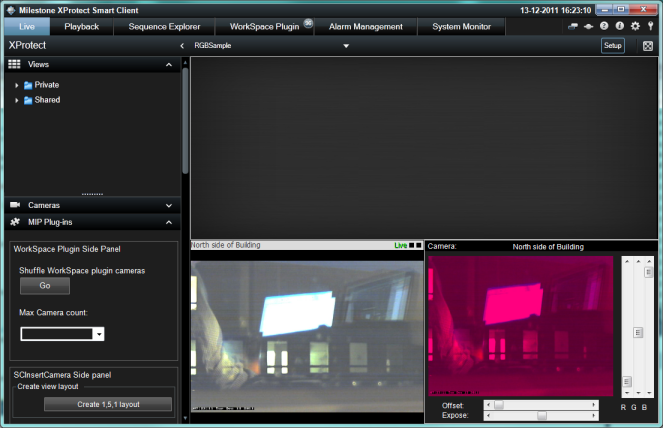 Milestone XProtect Smart Client
13-12-2011 16:23:10
Live
Playback
Sequence Explorer
WorkSpace Plugin
Alarm Management
System Monitor
XProtect
RGBSample
Setup
Views
Private
Shared
Cameras
MIP Plug-ins
WorkSpace Plugin Side Panel
Shuffle WorkSpace plugin cameras
Go
Max Camera count:
SCInsertCamera Side panel
Create view layout
Create 1,5,1 layout
North side of Building
Live
Camera:
North side of Building
R G B
Offset:
Expose: